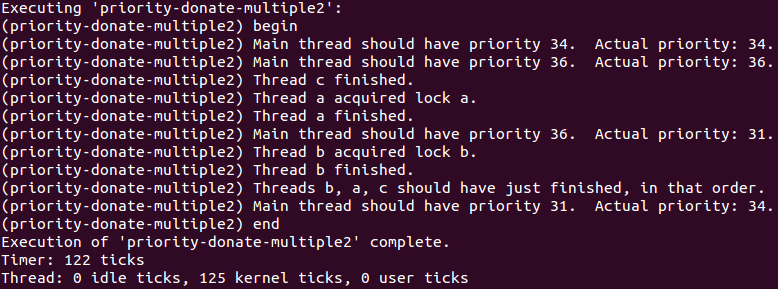 Executing 'priority-donate-multiple2':
(priority-donate-multiple2) begin
(priority-donate-multiple2) Main thread should have priority 34.  Actual priority: 34.
(priority-donate-multiple2) Main thread should have priority 36.  Actual priority: 36.
(priority-donate-multiple2) Thread c finished.
(priority-donate-multiple2) Thread a acquired lock a.
(priority-donate-multiple2) Thread a finished.
(priority-donate-multiple2) Main thread should have priority 36.  Actual priority: 31.
(priority-donate-multiple2) Thread b acquired lock b.
(priority-donate-multiple2) Thread b finished.
(priority-donate-multiple2) Threads b, a, c should have just finished, in that order.
(priority-donate-multiple2) Main thread should have priority 31.  Actual priority: 34.
(priority-donate-multiple2) end
Execution of 'priority-donate-multiple2' complete.
Timer: 122 ticks
Thread: 0 idle ticks, 125 kernel ticks, 0 user ticks